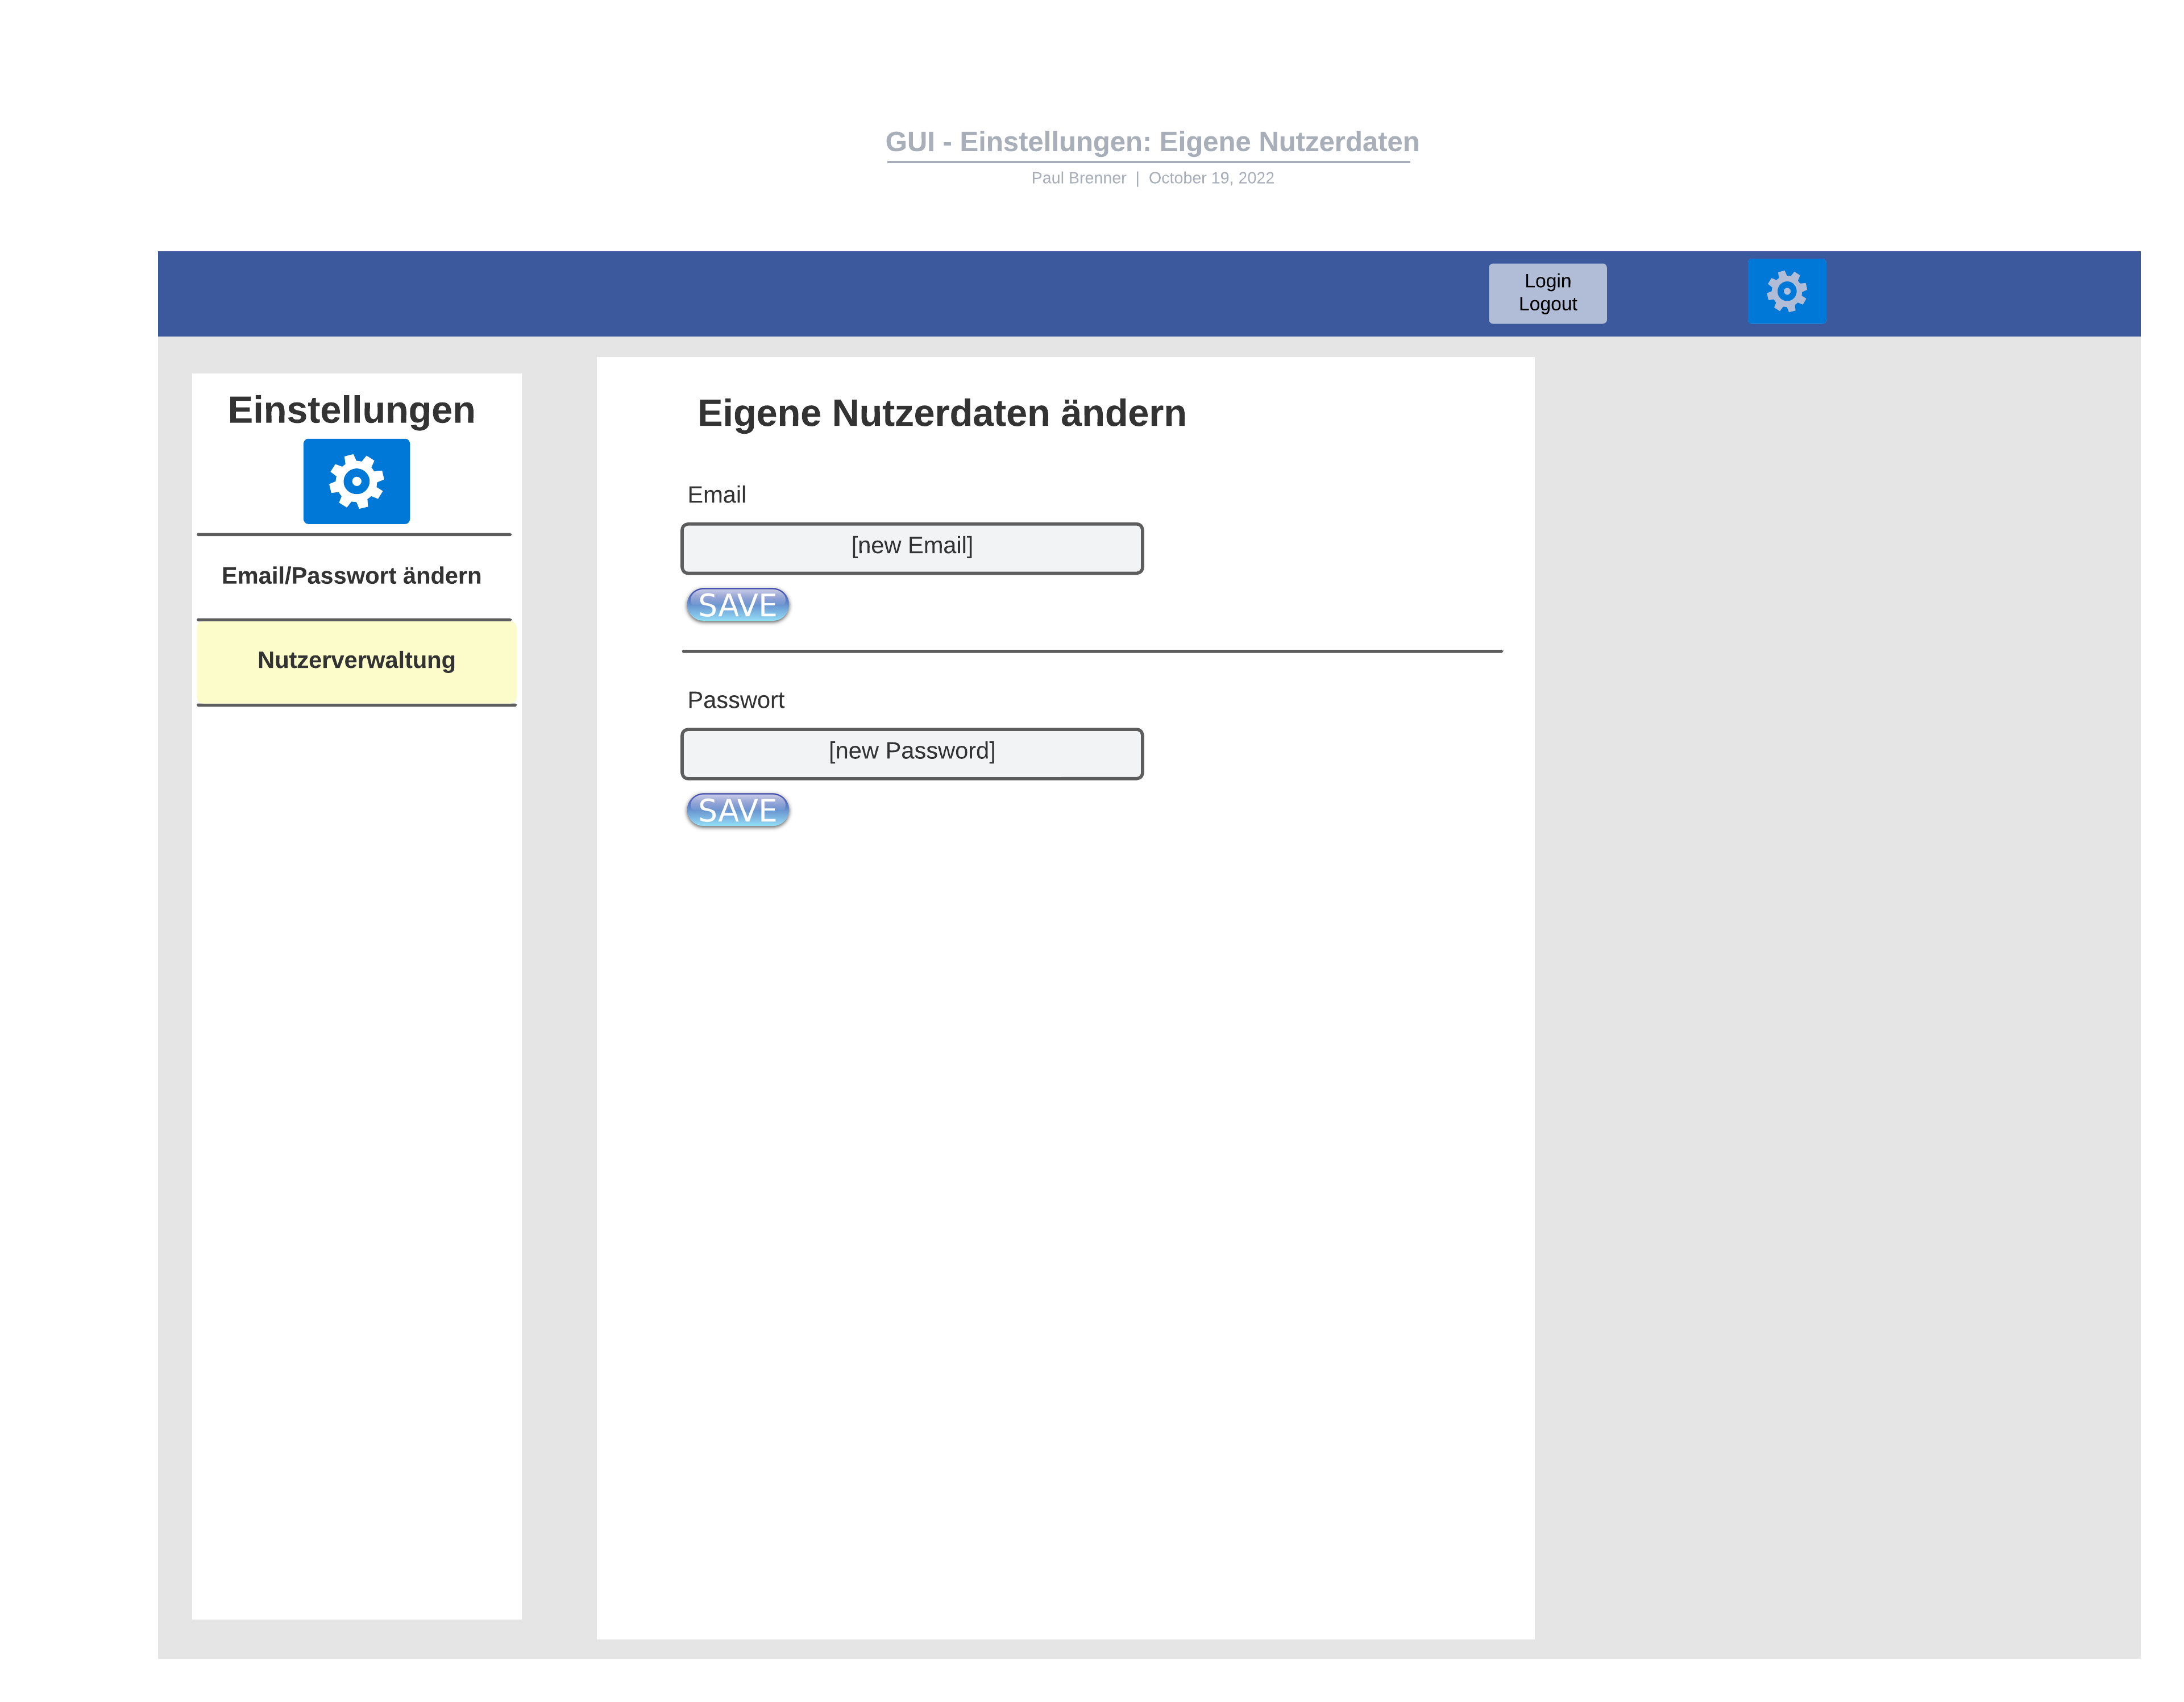 GUI - Einstellungen: Eigene Nutzerdaten
Paul Brenner | October 19, 2022
Login
Logout
Einstellungen
Email/Passwort ändern
Nutzerverwaltung
Eigene Nutzerdaten ändern
Email
[new Email]
SAVE
Passwort
[new Password]
SAVE